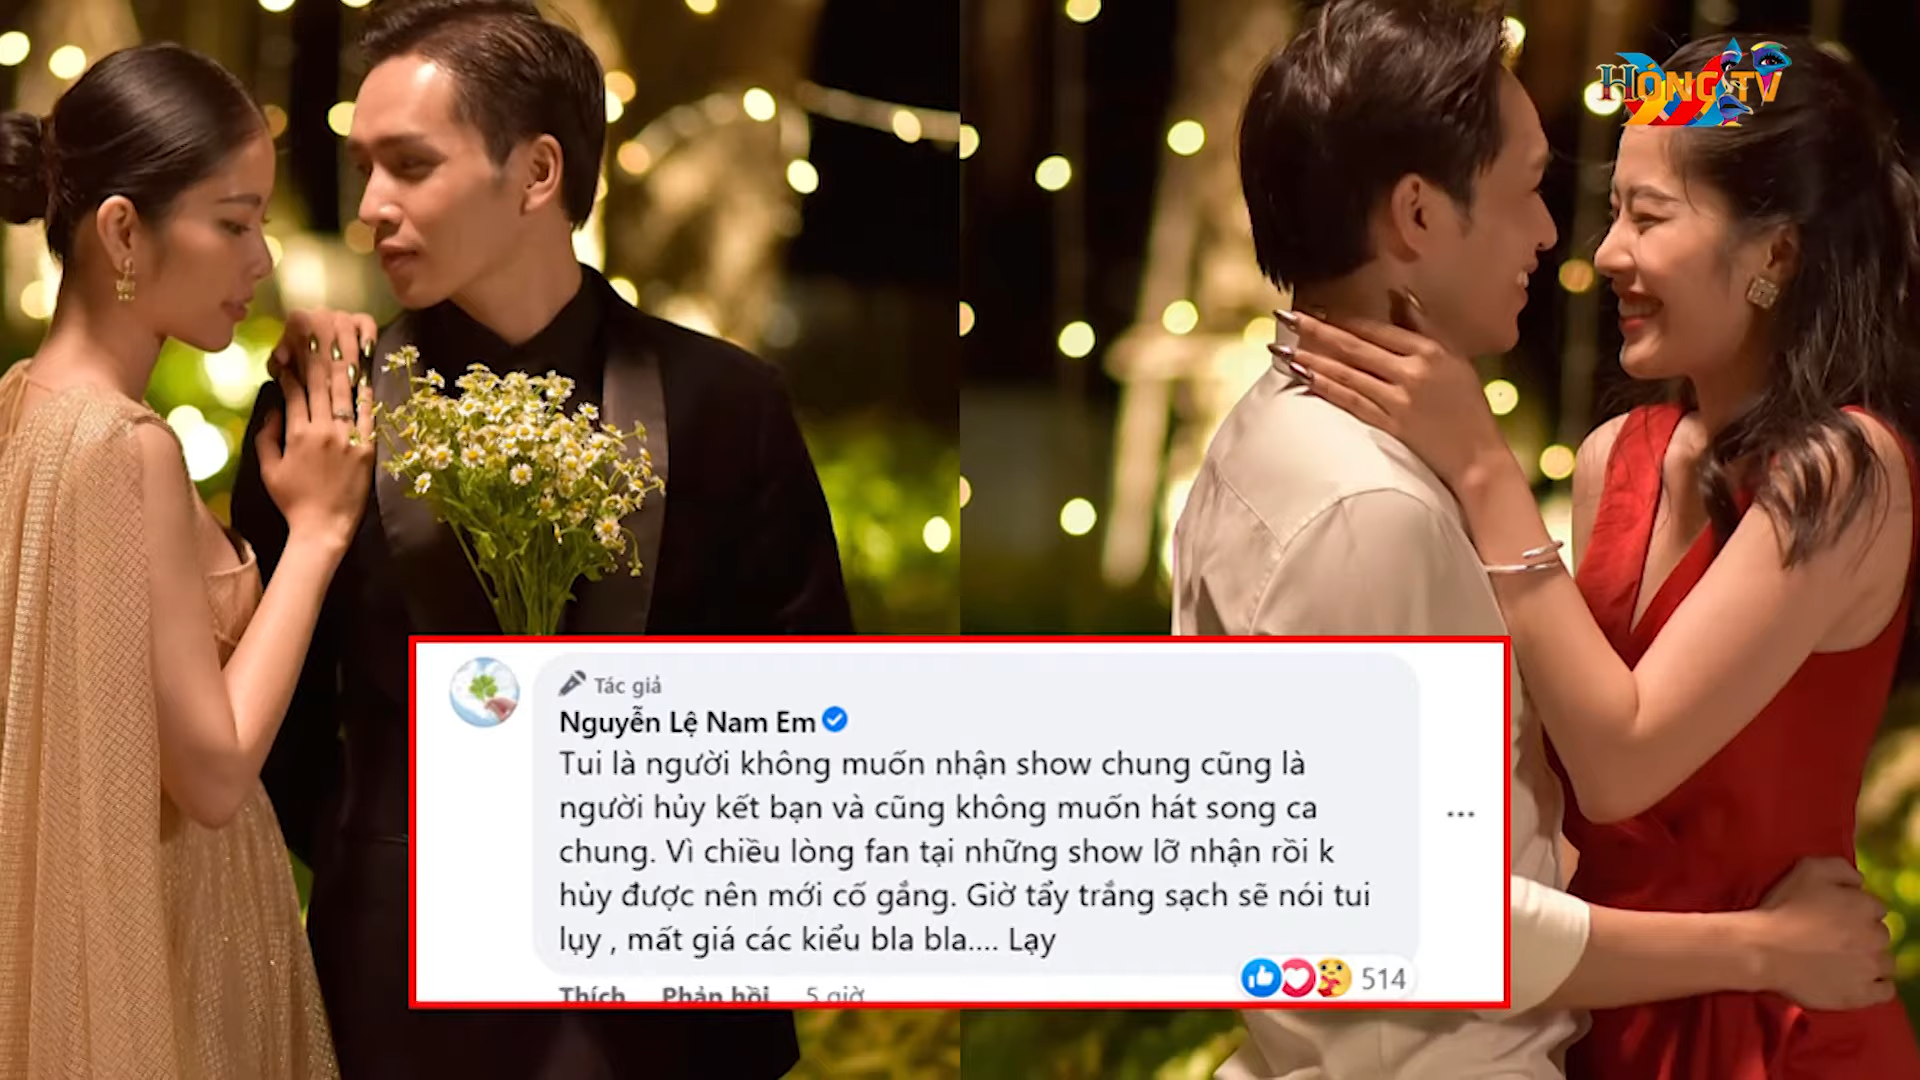 HÓNG TV
Tác giả
Nguyễn Lệ Nam Em
Tui là người không muốn nhận show chung cũng là
người hủy kết bạn và cũng không muốn hát song ca
chung. Vì chiều lòng fan tại những show lỡ nhận rồi k
hủy được nên mới cố gắng. Giờ tẩy trắng sạch sẽ nói tui
lụy , mất giá các kiểu bla bla.... Lạy
514
Thích Phản hồi 5 giờ